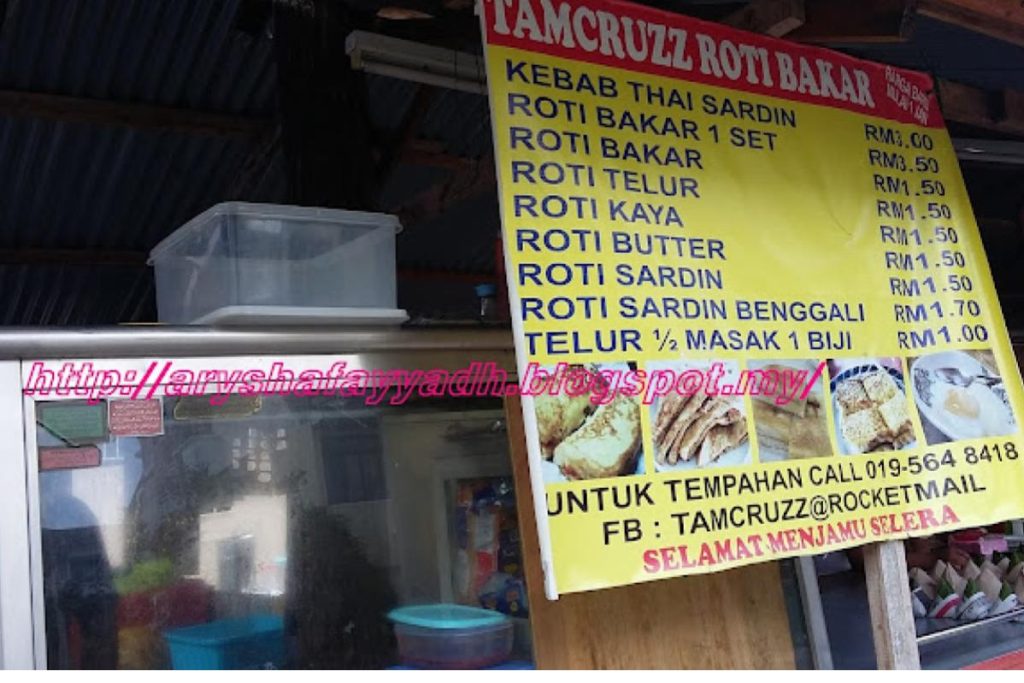 TAMCRUZZ ROTI BAKAR
KEBAB THAI SARDIN RM3.00
ROTI BAKAR 1 SET RM3.50
ROTI BAKAR RM1.50
ROTI TELUR RM1.50
ROTI KAYA RM1.50
ROTI BUTTER RM1.50
ROTI SARDIN RM1.50
ROTI SARDIN BENGGALI RM1.70
TELUR ½ MASAK 1 BIJI RM1.00
http://aryshafayyadh.blogspot.my/
UNTUK TEMPAHAN CALL 019-564 8418
FB : TAMCRUZZ@ROCKETMAIL
SELAMAT MENJAMU SELERA